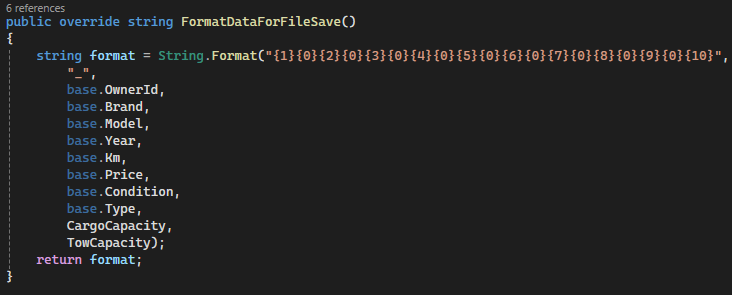 6 references
public override string FormatDataForFileSave()
{
    string format = String.Format("{1}{0}{2}{0}{3}{0}{4}{0}{5}{0}{6}{0}{7}{0}{8}{0}{9}{0}{10}",
        "_",
        base.OwnerId,
        base.Brand,
        base.Model,
        base.Year,
        base.Km,
        base.Price,
        base.Condition,
        base.Type,
        CargoCapacity,
        TowCapacity);
    return format;
}